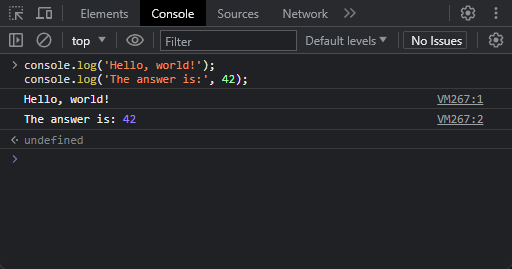 Elements Console Sources Network
top Filter Default levels No Issues
console.log('Hello, world!');
console.log('The answer is:', 42);
Hello, world! VM267:1
The answer is: 42 VM267:2
undefined